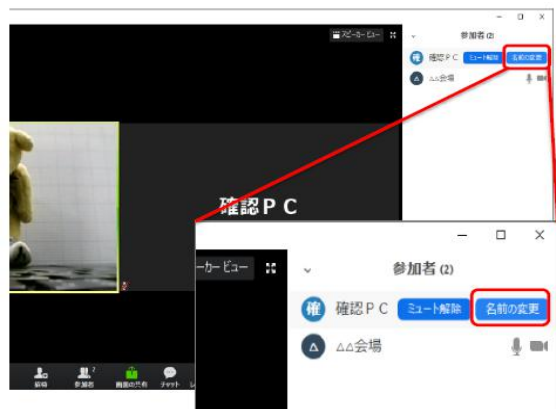 スピーカービュー
参加者 (2)
確 確認ＰＣ ミュート解除 名前の変更
△ △△会場
確認ＰＣ
ーカー ビュー
参加者 (2)
確 確認ＰＣ ミュート解除 名前の変更
△ △△会場
参加者 画面の共有 チャット